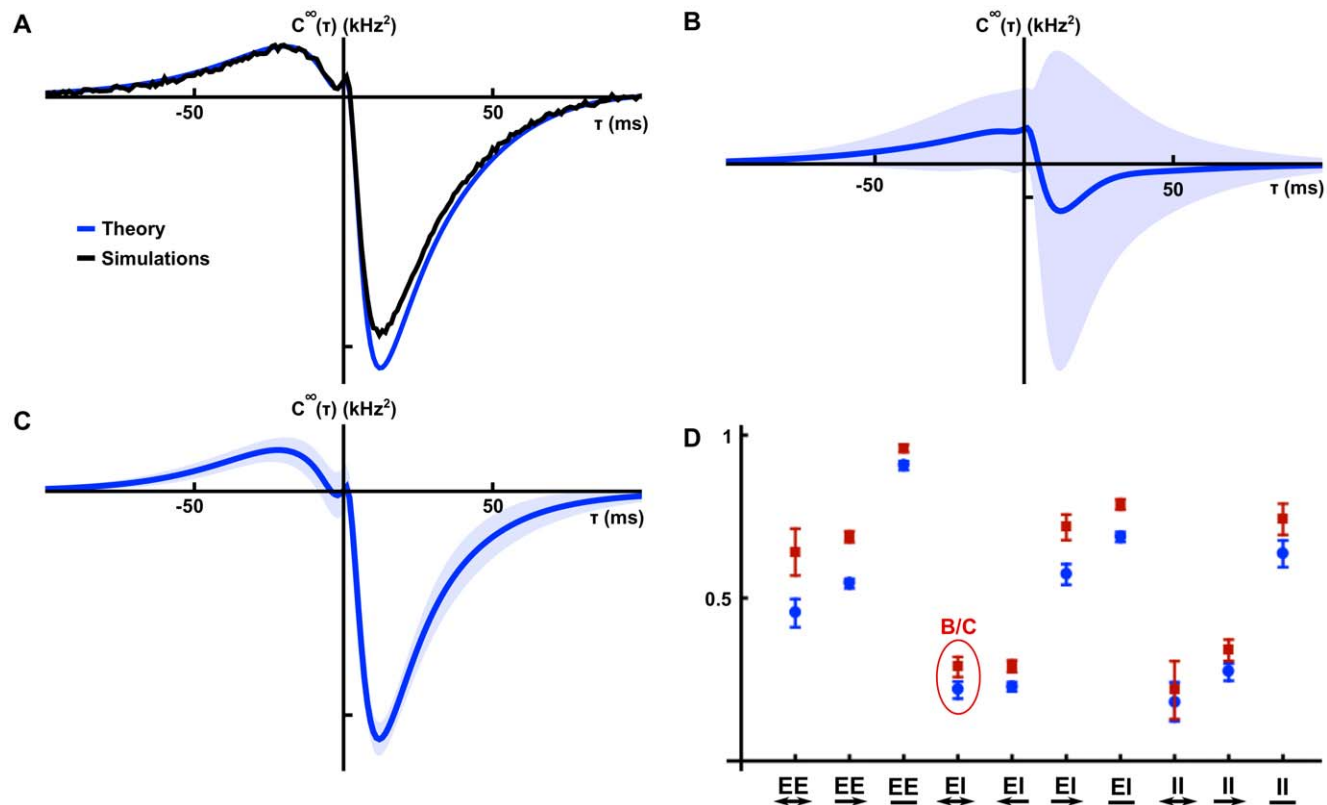 A
C∞(τ) (kHz²)
-50
50
τ (ms)
Theory
Simulations
B
C∞(τ) (kHz²)
-50
50
τ (ms)
C
C∞(τ) (kHz²)
-50
50
τ (ms)
D
1
0.5
B/C
EE EE EE EI EI EI EI II II II
↔ → — ↔ ← → — ↔ → —